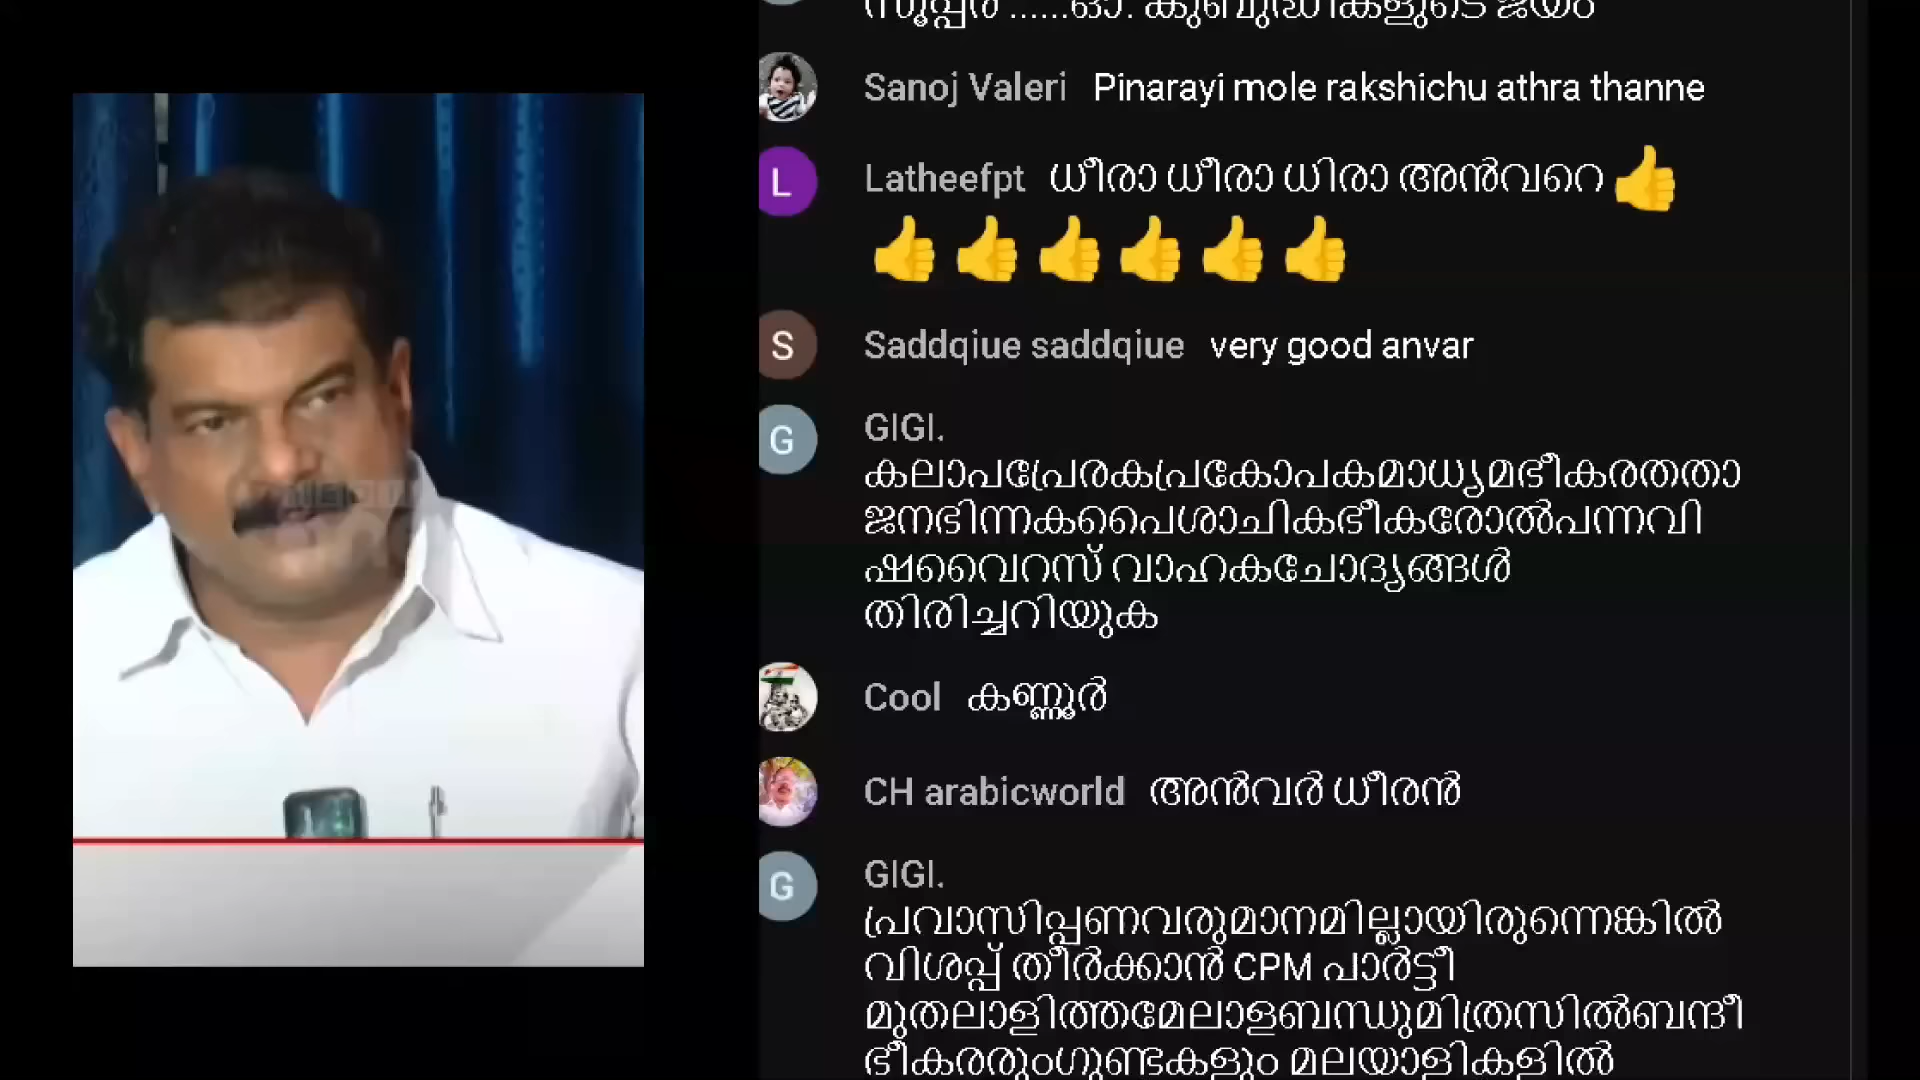 സൂപ്പർ ......ഓ. കുബുദ്ധികളുടെ ജയം
Sanoj Valeri Pinarayi mole rakshichu athra thanne
L Latheefpt ധീരാ ധീരാ ധിരാ അൻവറെ👍
👍👍👍👍👍👍
S Saddqiue saddqiue very good anvar
G GIGI.
കലാപപ്രേരകപ്രകോപകമാധ്യമഭീകരതതാ
ജനഭിന്നകപൈശാചികഭീകരോൽപന്നവി
ഷവൈറസ് വാഹകചോദ്യങ്ങൾ
തിരിച്ചറിയുക
Cool കണ്ണൂർ
CH arabicworld അൻവർ ധീരൻ
G GIGI.
പ്രവാസിപ്പണവരുമാനമില്ലായിരുന്നെങ്കിൽ
വിശപ്പ് തീർക്കാൻ CPM പാർട്ടീ
മുതലാളിത്തമേലാളബന്ധുമിത്രസിൽബന്ദീ
ഭീകരരുംഗുണ്ടകളും മലയാളികളിൽ